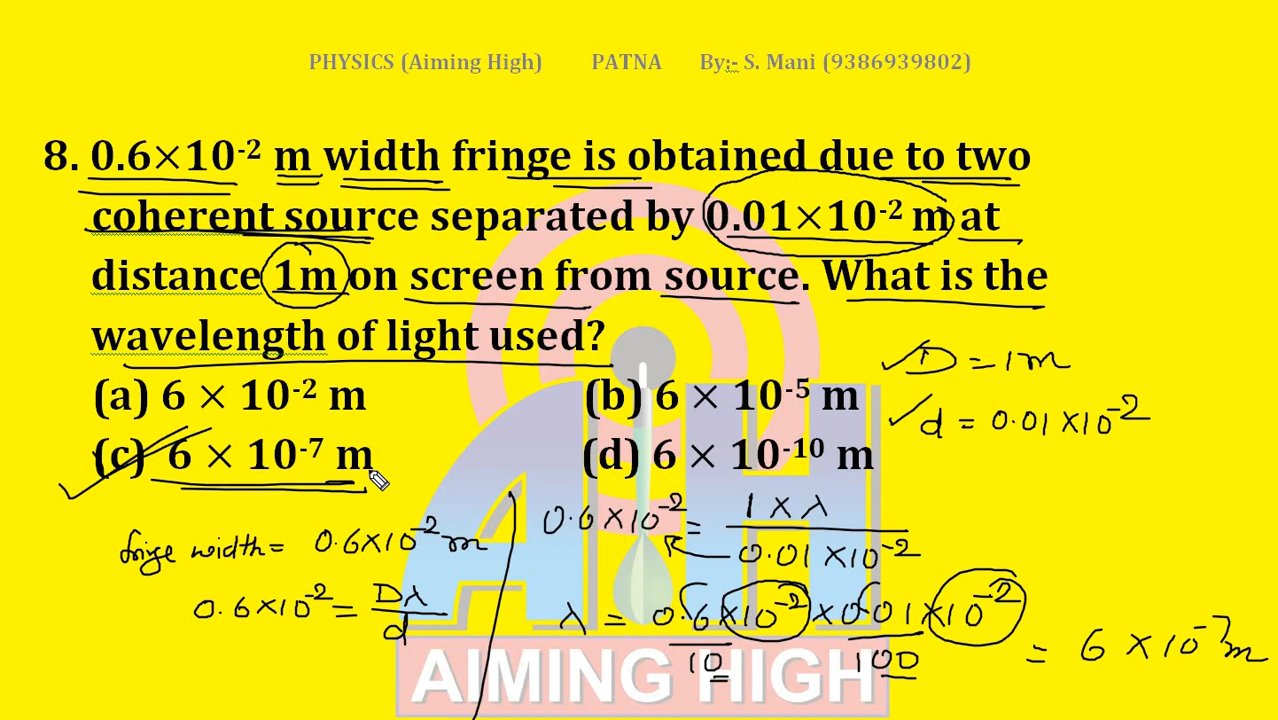 PHYSICS (Aiming High) PATNA By:- S. Mani (9386939802)
8. 0.6×10⁻² m width fringe is obtained due to two
coherent source separated by 0.01×10⁻² m at
distance 1m on screen from source. What is the
wavelength of light used?
(a) 6 × 10⁻² m (b) 6 × 10⁻⁵ m
(c) 6 × 10⁻⁷ m (d) 6 × 10⁻¹⁰ m
D = 1m
d = 0.01 × 10⁻²
fringe width = 0.6×10⁻² m
0.6×10⁻² = Dλ / d
0.6×10⁻² = 1 × λ / 0.01 × 10⁻²
λ = 0.6×10⁻² × 0.01 × 10⁻² = 6 × 10⁻⁷ m
10 100
AH
AIMING HIGH